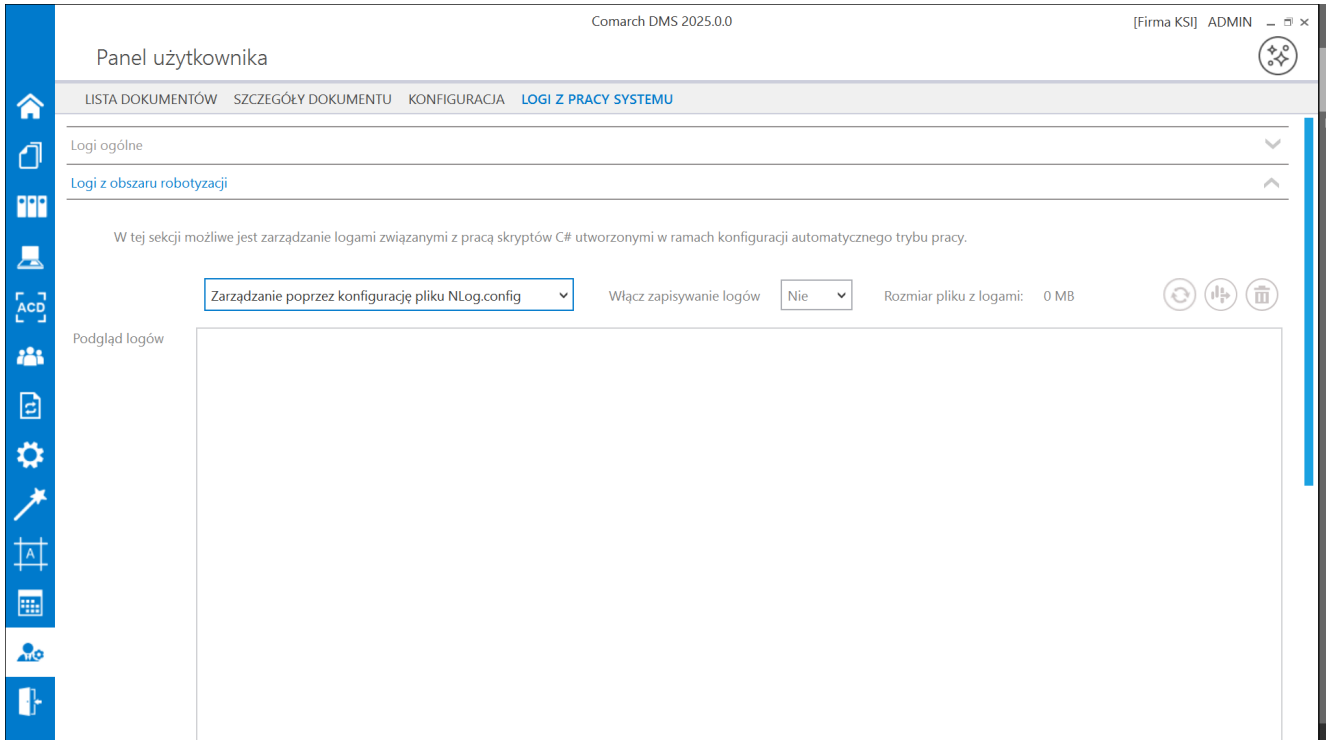 Comarch DMS 2025.0.0
[Firma KSI] ADMIN
Panel użytkownika
LISTA DOKUMENTÓW SZCZEGÓŁY DOKUMENTU KONFIGURACJA LOGI Z PRACY SYSTEMU
Logi ogólne
Logi z obszaru robotyzacji
W tej sekcji możliwe jest zarządzanie logami związanymi z pracą skryptów C# utworzonymi w ramach konfiguracji automatycznego trybu pracy.
Zarządzanie poprzez konfigurację pliku NLog.config Włącz zapisywanie logów Nie Rozmiar pliku z logami: 0 MB
ACD
Podgląd logów
A